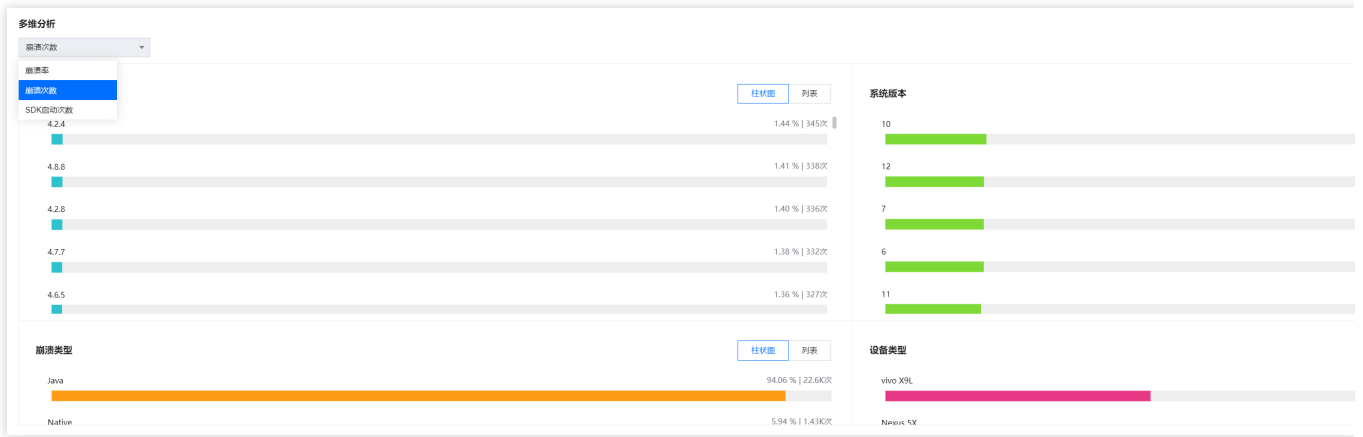 多维分析
崩溃次数
崩溃率
崩溃次数
SDK启动次数
柱状图 列表
4.2.4 1.44 % | 345次
4.8.8 1.41 % | 338次
4.2.8 1.40 % | 336次
4.7.7 1.38 % | 332次
4.6.5 1.36 % | 327次
系统版本
10
12
7
6
11
崩溃类型 柱状图 列表
Java 94.06 % | 22.6K次
Native 5.94 % | 1.43K次
设备类型
vivo X9L
Nexus 5X